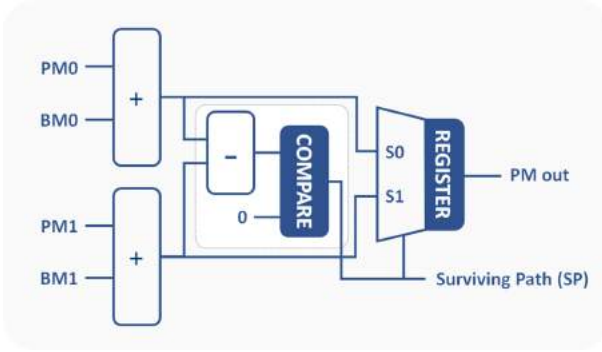 PM0
+
BM0
-
COMPARE
0
S0
S1
REGISTER
PM out
PM1
+
BM1
Surviving Path (SP)